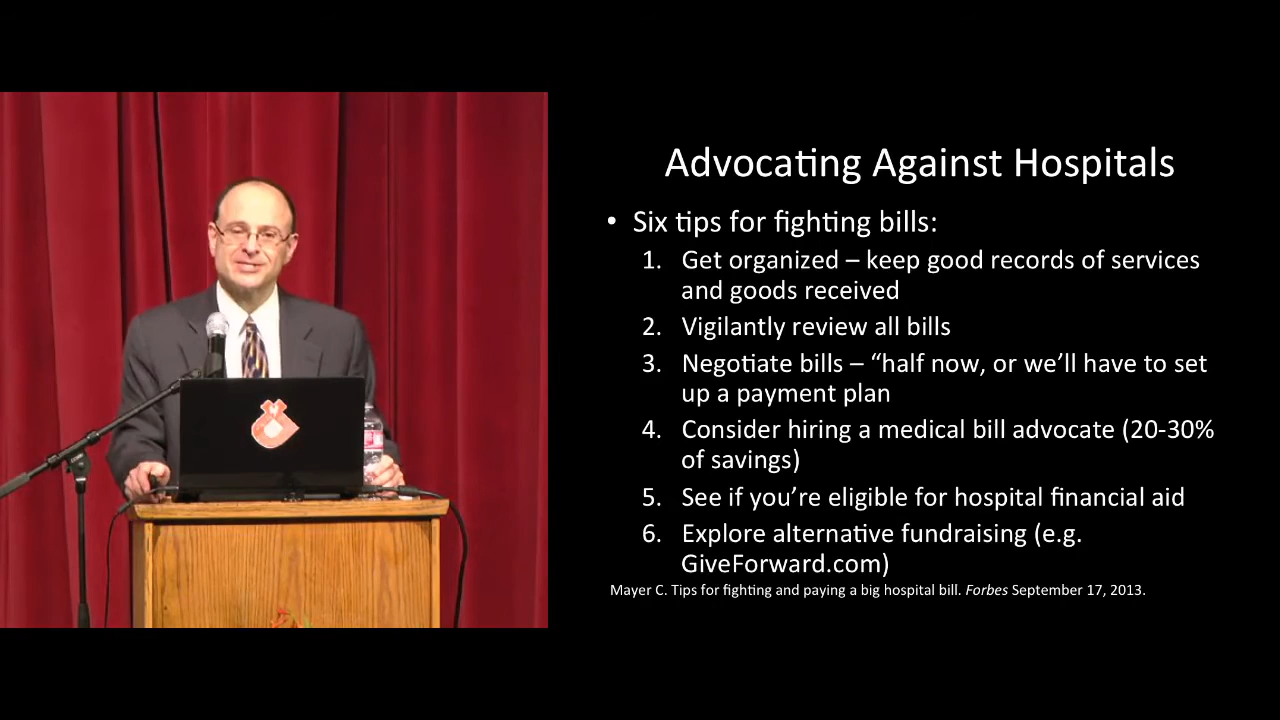 Advocating Against Hospitals
• Six tips for fighting bills:
1. Get organized – keep good records of services
and goods received
2. Vigilantly review all bills
3. Negotiate bills – “half now, or we’ll have to set
up a payment plan
4. Consider hiring a medical bill advocate (20-30%
of savings)
5. See if you’re eligible for hospital financial aid
6. Explore alternative fundraising (e.g.
GiveForward.com)
Mayer C. Tips for fighting and paying a big hospital bill. Forbes September 17, 2013.